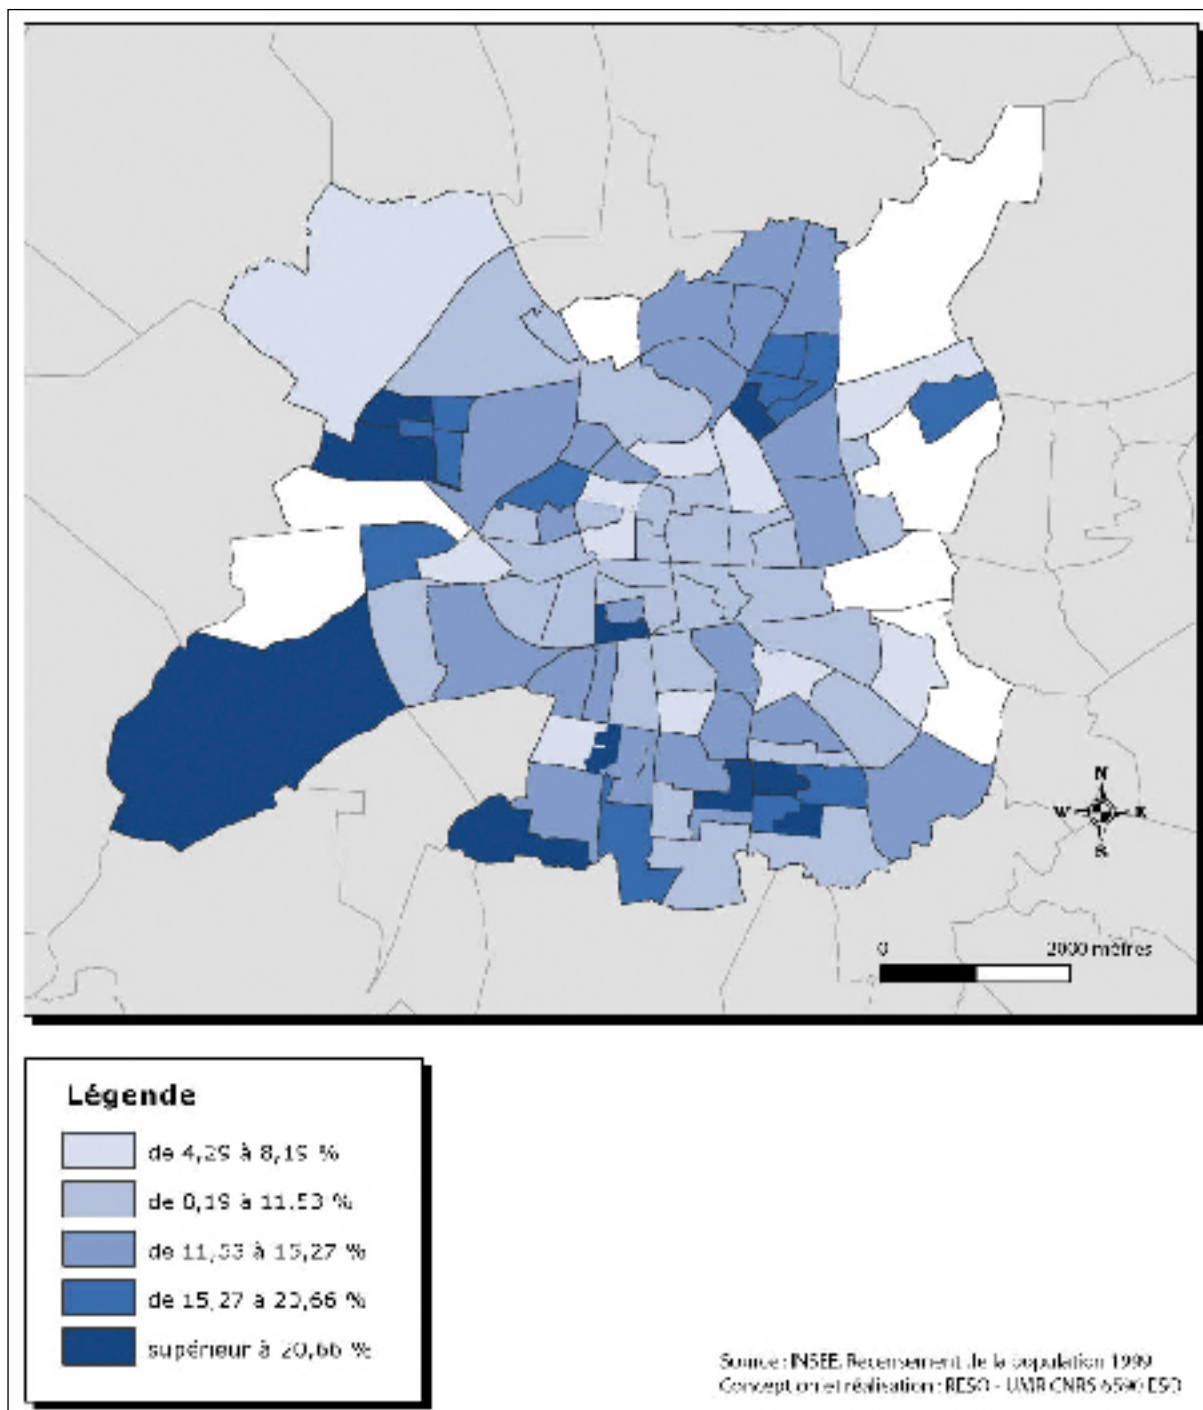 N
W E
S
0 2000 mètres
Légende
de 4,29 à 8,19 %
de 8,19 à 11.53 %
de 11,53 à 15,27 %
de 15,27 à 20,66 %
supérieur à 20,66 %
Source : INSEE, Recensement de la population 1999
Conception et réalisation : RESO - UMR CNRS 6590 ESO